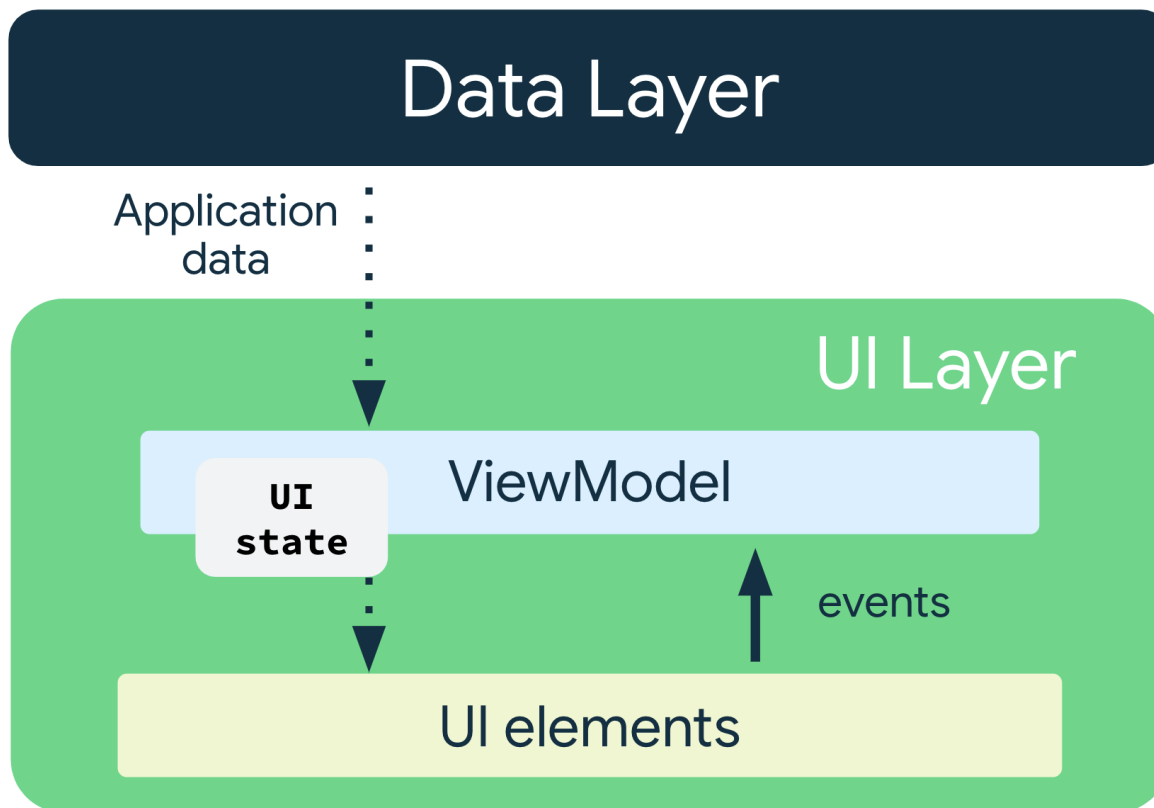 Data Layer
Application
data
UI Layer
ViewModel
UI
state
events
UI elements